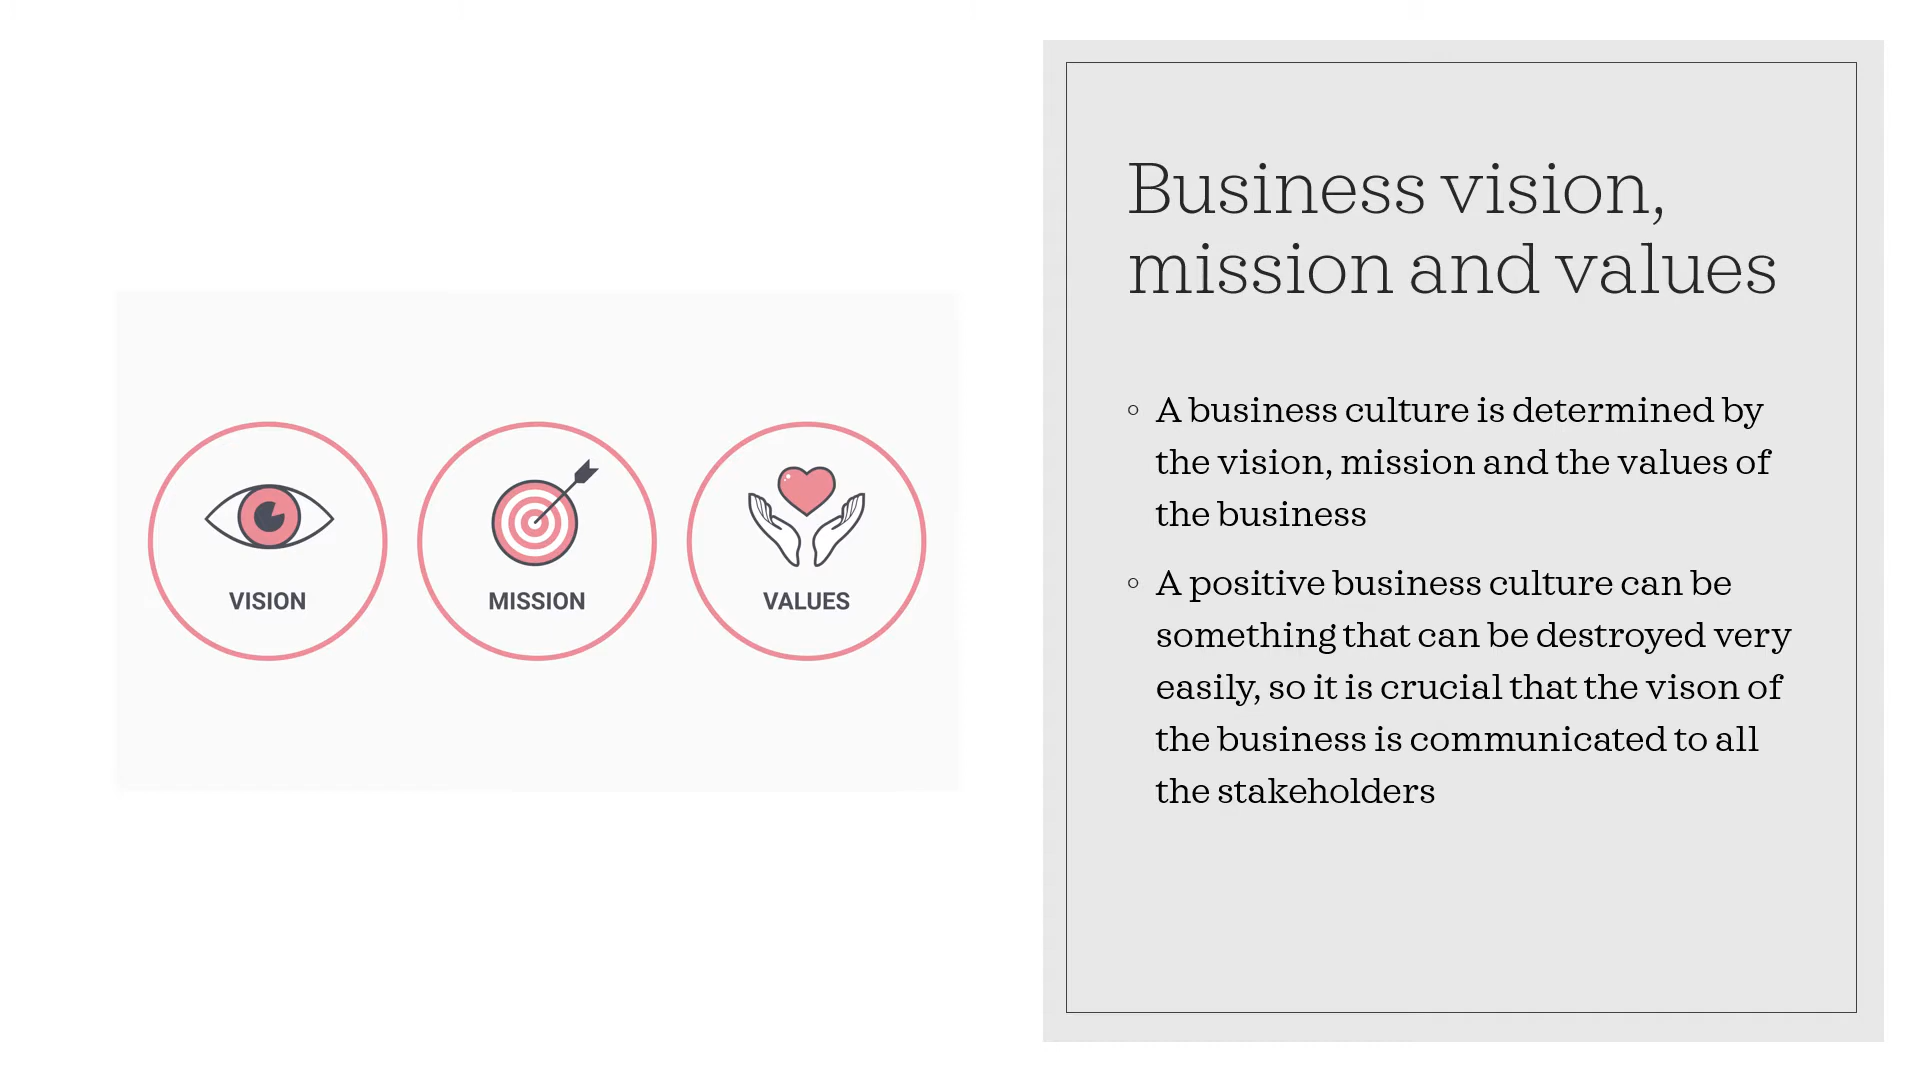 VISION
MISSION
VALUES
Business vision,
mission and values
A business culture is determined by
the vision, mission and the values of
the business
A positive business culture can be
something that can be destroyed very
easily, so it is crucial that the vison of
the business is communicated to all
the stakeholders